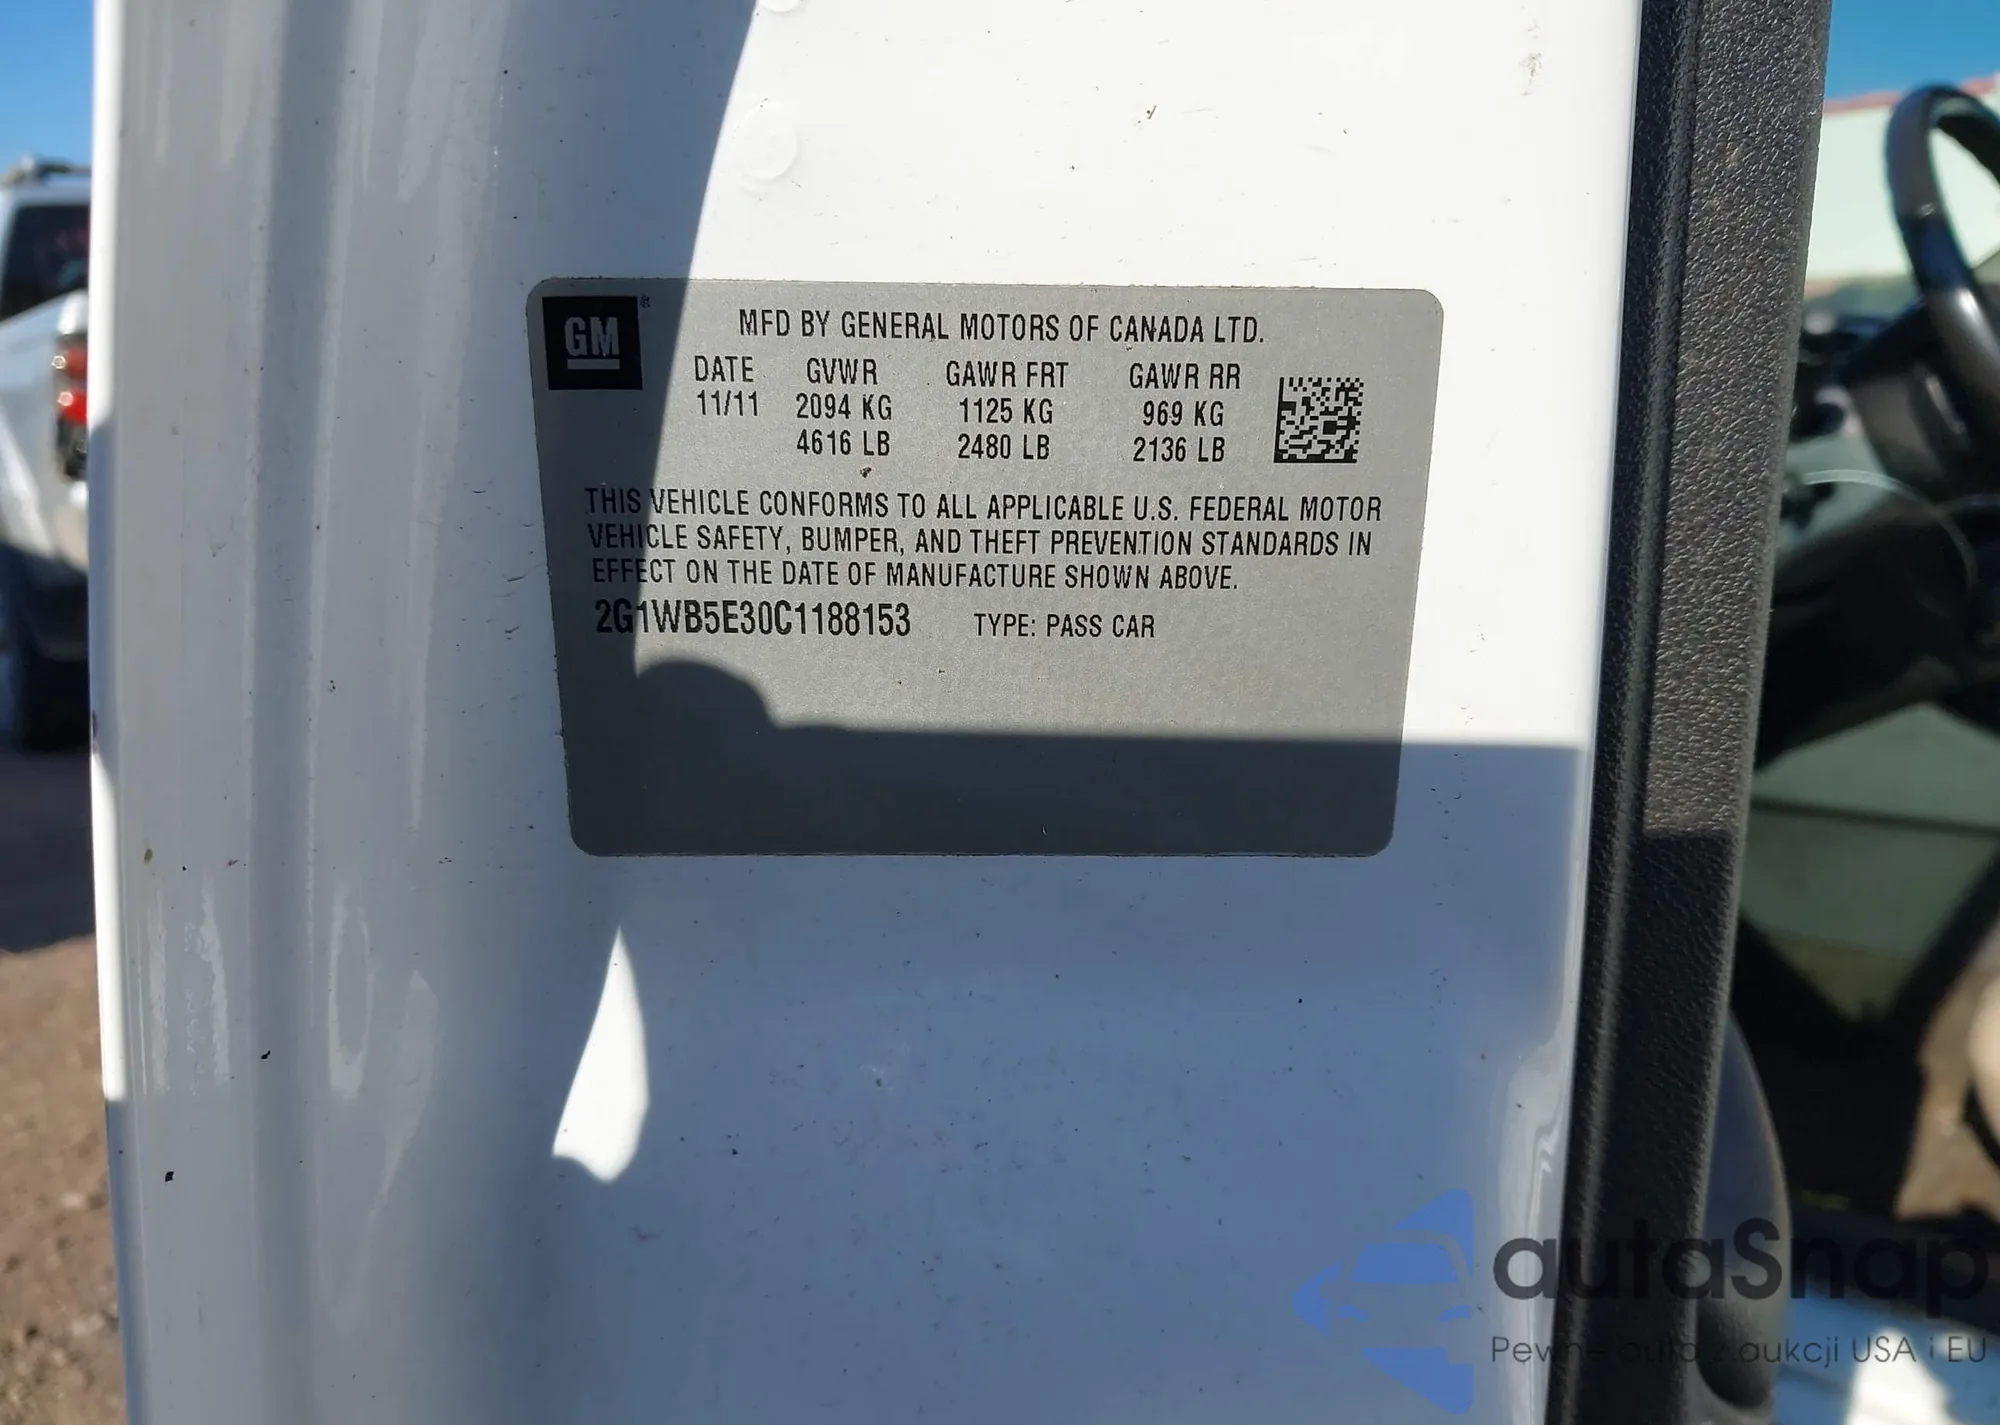 GM®
MFD BY GENERAL MOTORS OF CANADA LTD.
DATE GVWR GAWR FRT GAWR RR
11/11 2094 KG 1125 KG 969 KG
4616 LB 2480 LB 2136 LB
THIS VEHICLE CONFORMS TO ALL APPLICABLE U.S. FEDERAL MOTOR
VEHICLE SAFETY, BUMPER, AND THEFT PREVENTION STANDARDS IN
EFFECT ON THE DATE OF MANUFACTURE SHOWN ABOVE.
2G1WB5E30C1188153 TYPE: PASS CAR
autaSnap
Pewne auta z aukcji USA i EU